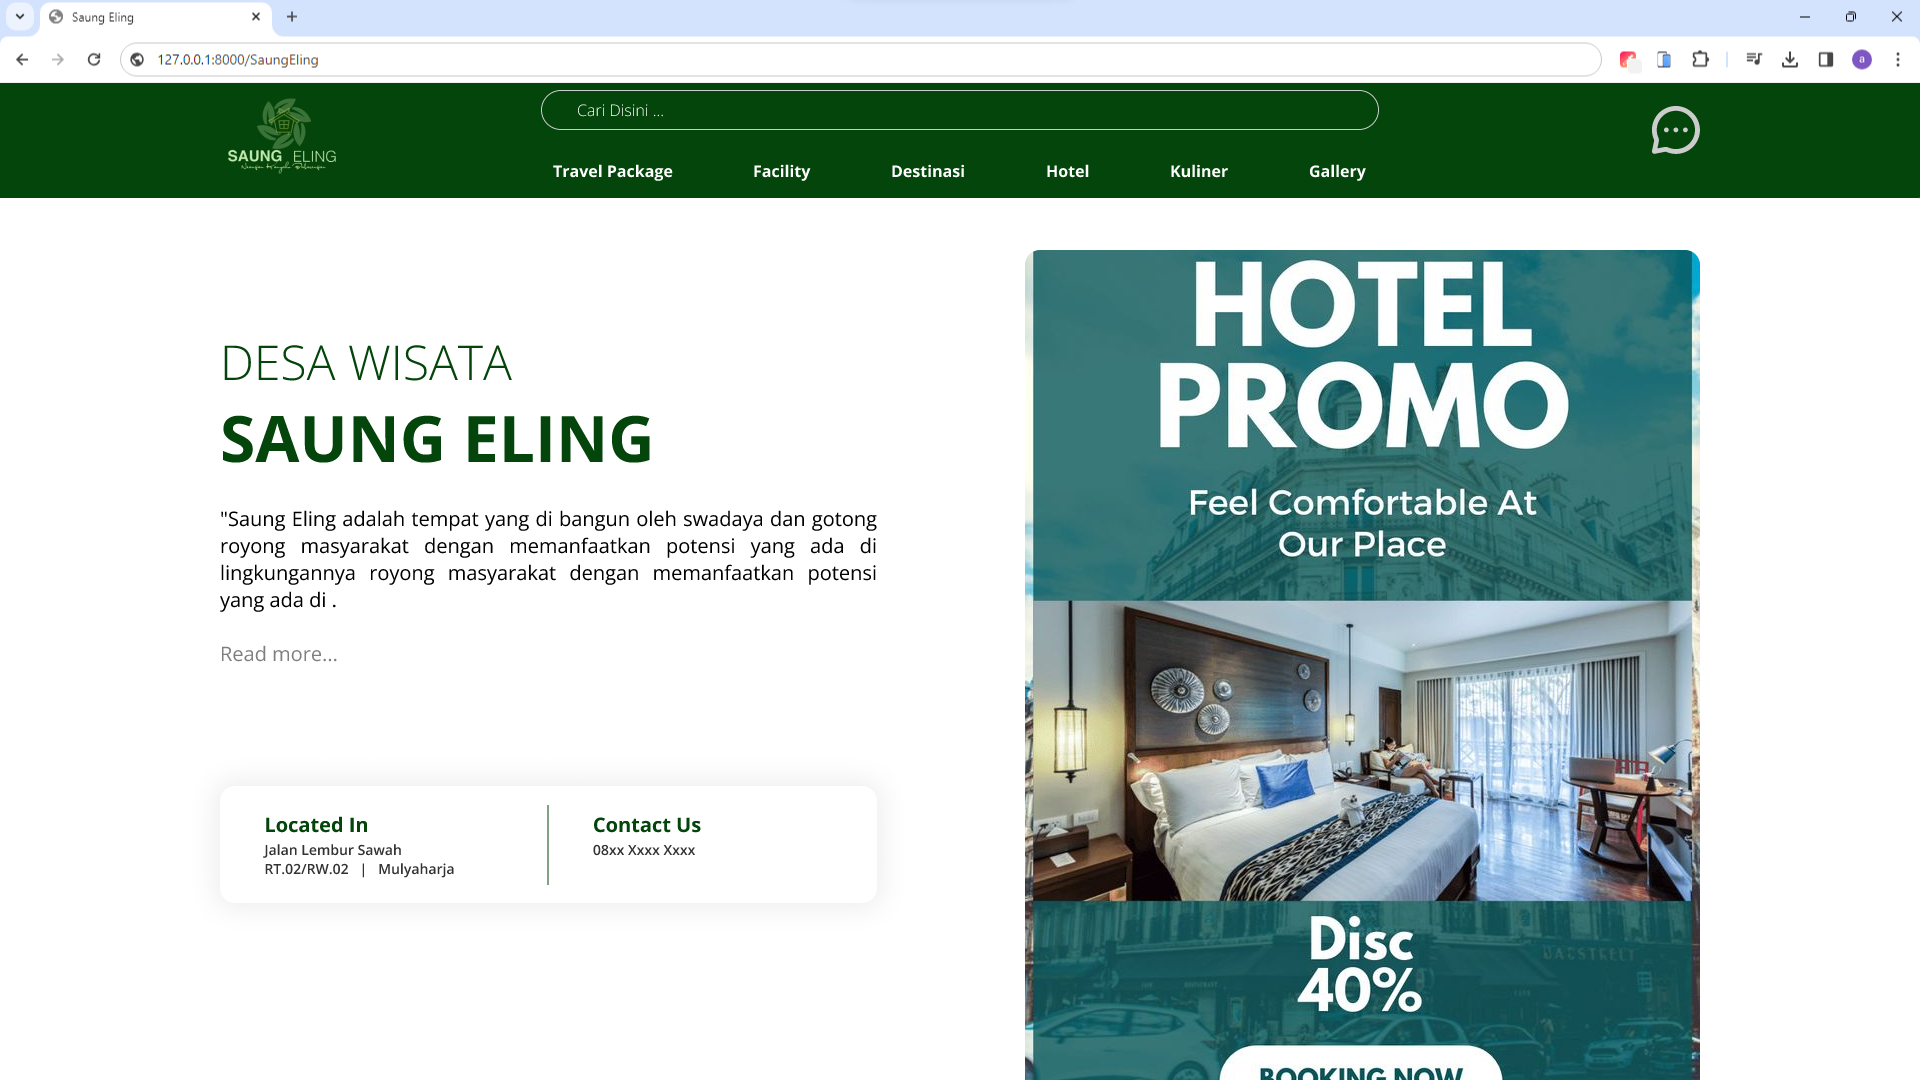 Saung Eling
127.0.0.1:8000/SaungEling
a
SAUNG ELING
Cari Disini ...
Travel Package Facility Destinasi Hotel Kuliner Gallery
DESA WISATA
SAUNG ELING
"Saung Eling adalah tempat yang di bangun oleh swadaya dan gotong
royong masyarakat dengan memanfaatkan potensi yang ada di
lingkungannya royong masyarakat dengan memanfaatkan potensi
yang ada di .
Read more...
Located In
Jalan Lembur Sawah
RT.02/RW.02 | Mulyaharja
Contact Us
08xx Xxxx Xxxx
HOTEL
PROMO
Feel Comfortable At
Our Place
Disc
40%
BOOKING NOW